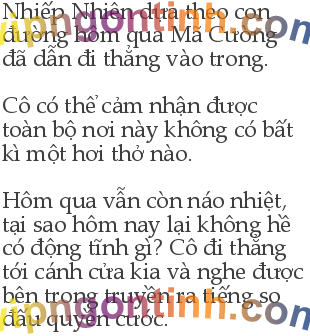 Nhiếp Nhiên dựa theo con
đường hôm qua Mã Cường
đã dẫn đi thẳng vào trong.
Cô có thể cảm nhận được
toàn bộ nơi này không có bất
kì một hơi thở nào.
Hôm qua vẫn còn náo nhiệt,
tại sao hôm nay lại không hề
có động tĩnh gì? Cô đi thẳng
tới cánh cửa kia và nghe được
bên trong truyền ra tiếng so
đấu quyền cước.